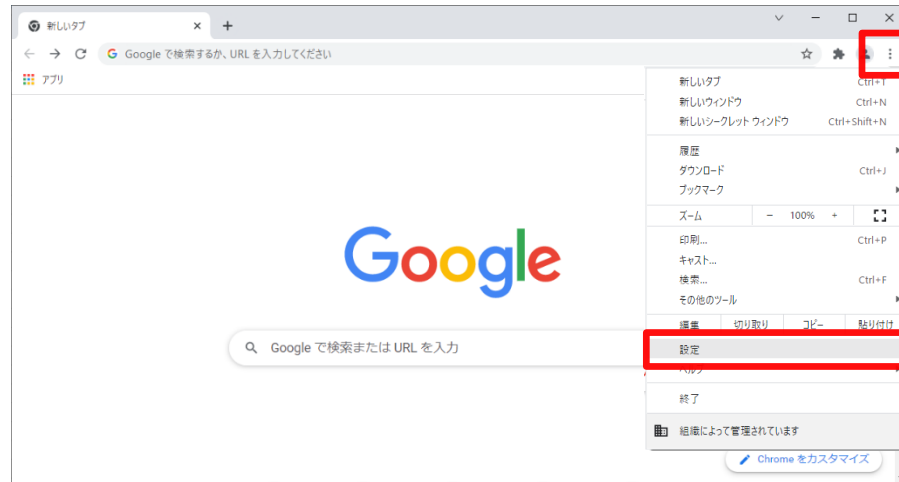 新しいタブ
Google で検索するか、URL を入力してください
アプリ
新しいタブ Ctrl+T
新しいウィンドウ Ctrl+N
新しいシークレット ウィンドウ Ctrl+Shift+N
履歴
ダウンロード Ctrl+J
ブックマーク
ズーム − 100% +
印刷... Ctrl+P
キャスト...
検索... Ctrl+F
その他のツール
編集 切り取り コピー 貼り付け
設定
ヘルプ
終了
組織によって管理されています
Google
Google で検索または URL を入力
Chrome をカスタマイズ